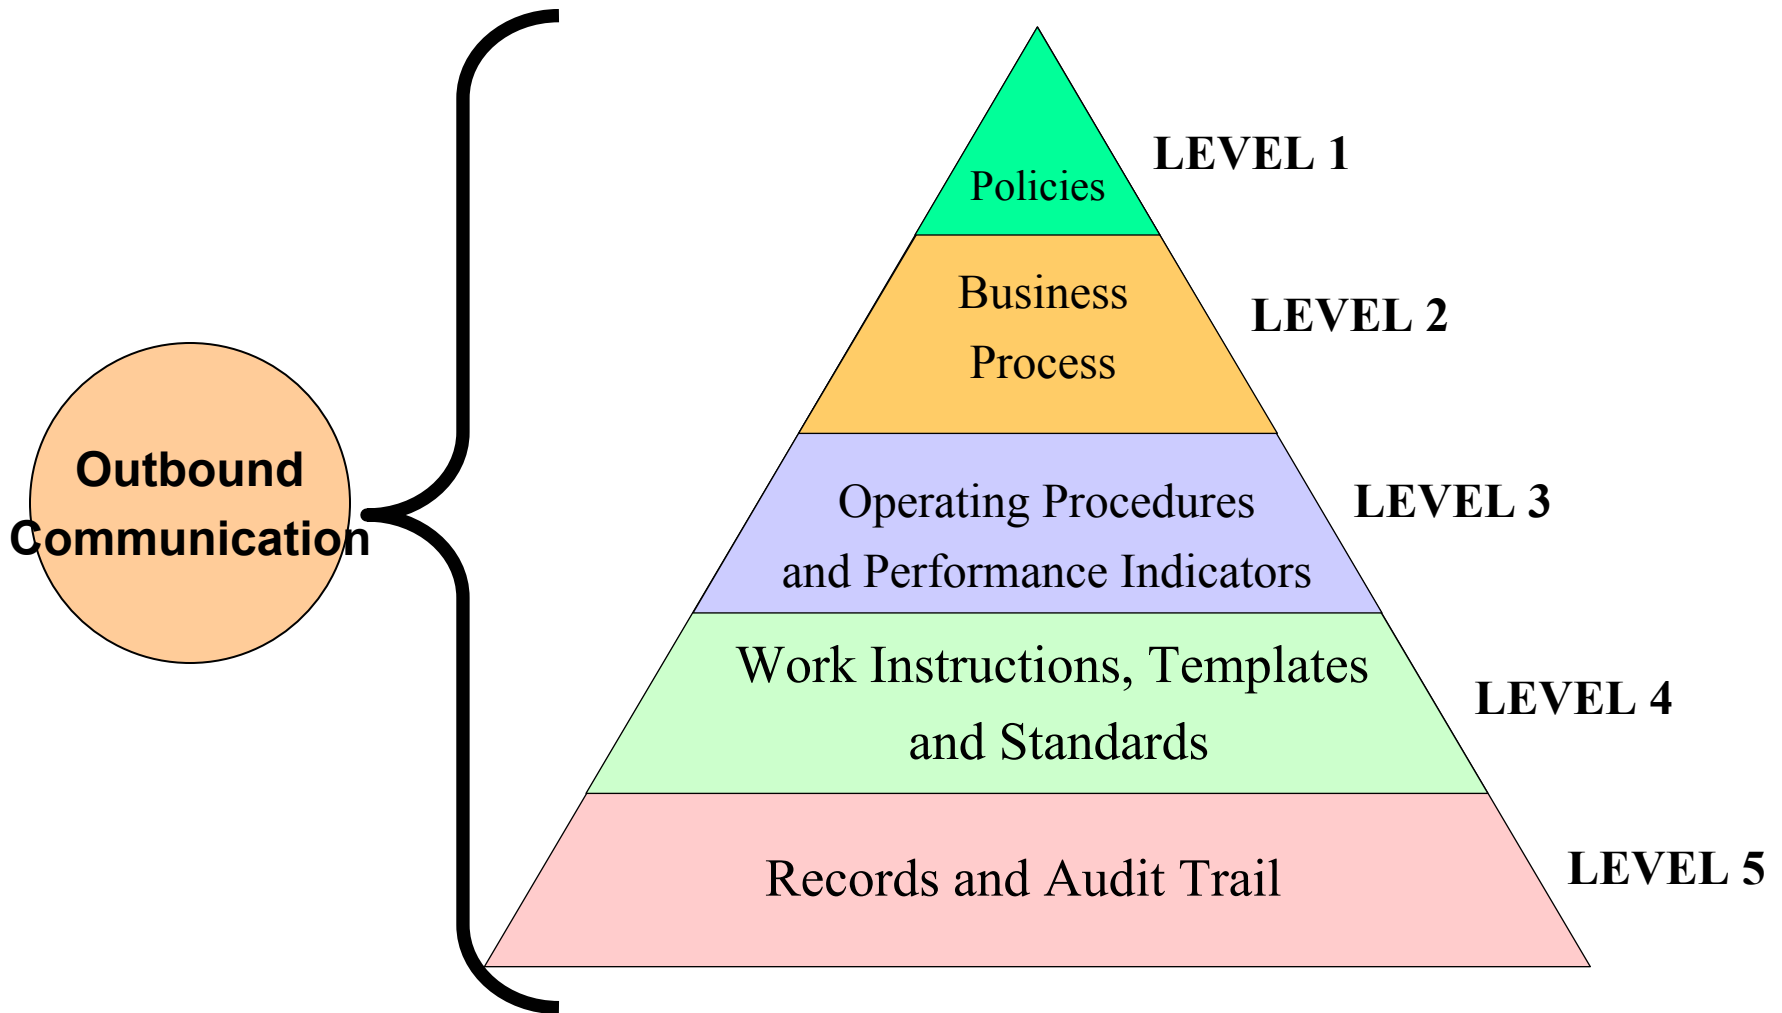 Outbound
Communication
Policies
LEVEL 1
Business
Process
LEVEL 2
Operating Procedures
and Performance Indicators
LEVEL 3
Work Instructions, Templates
and Standards
LEVEL 4
Records and Audit Trail
LEVEL 5